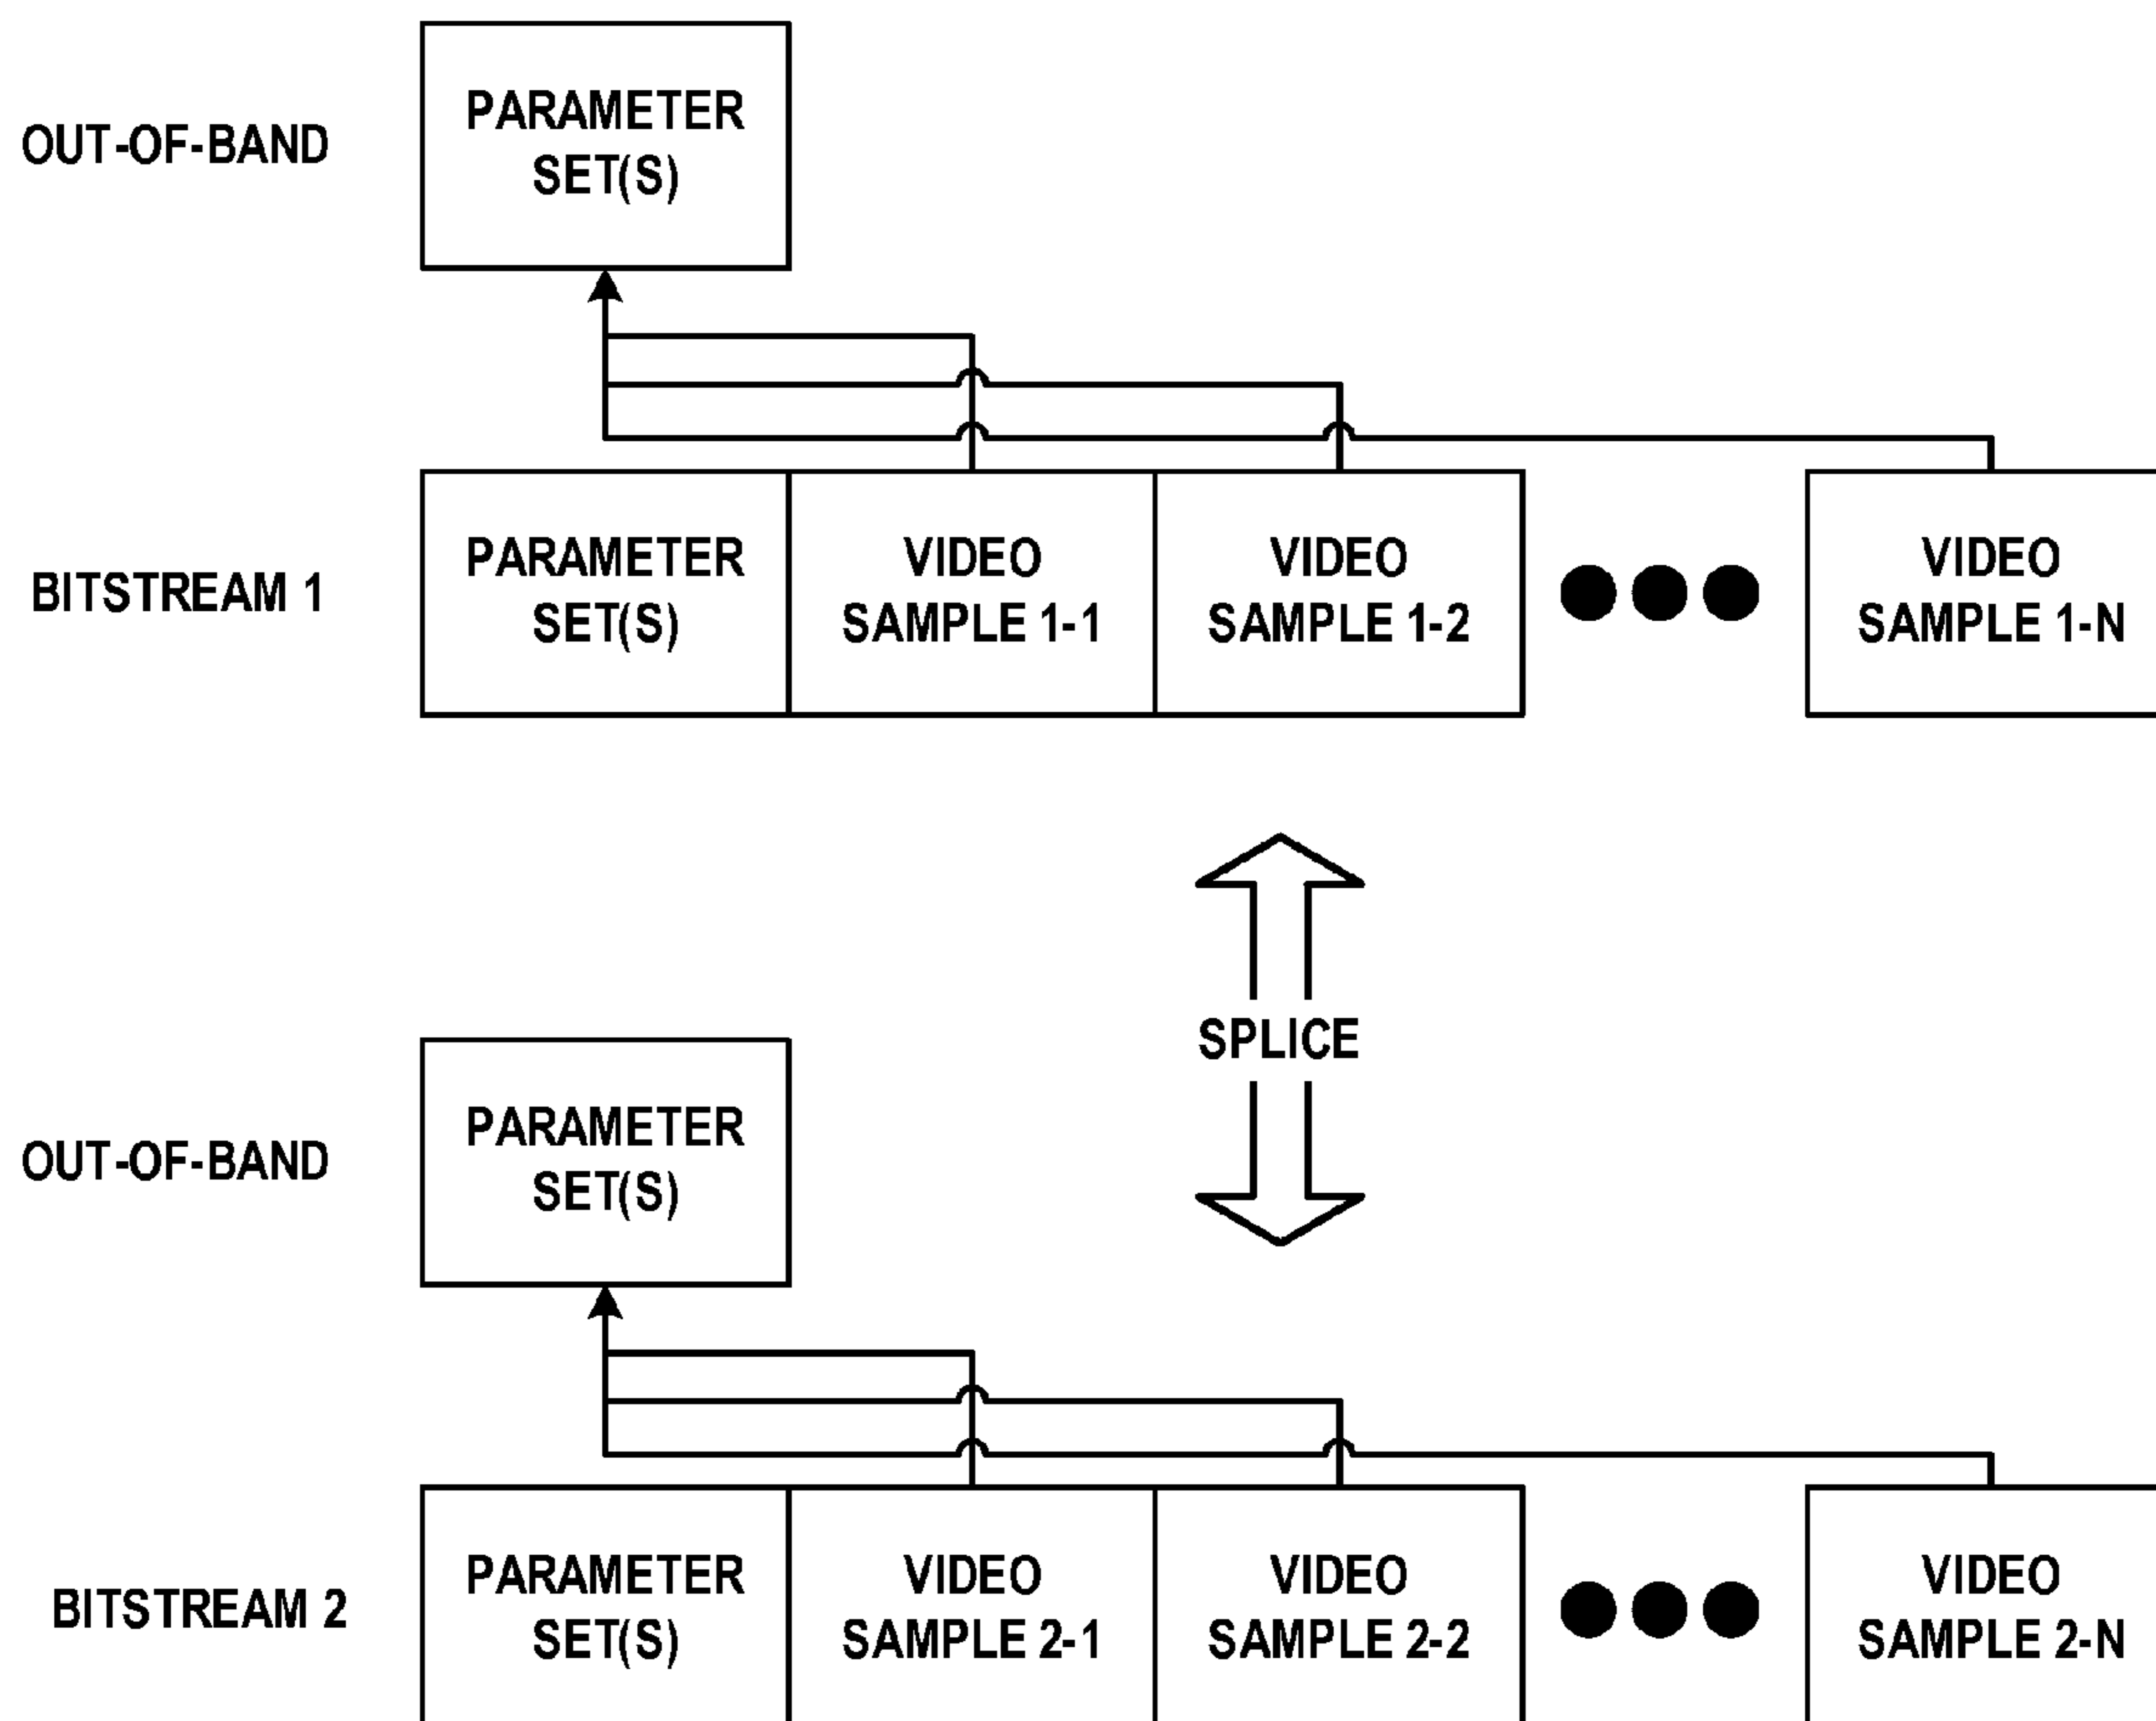 OUT-OF-BAND
PARAMETER
SET(S)
BITSTREAM 1
PARAMETER
SET(S)
VIDEO
SAMPLE 1-1
VIDEO
SAMPLE 1-2
VIDEO
SAMPLE 1-N
SPLICE
OUT-OF-BAND
PARAMETER
SET(S)
BITSTREAM 2
PARAMETER
SET(S)
VIDEO
SAMPLE 2-1
VIDEO
SAMPLE 2-2
VIDEO
SAMPLE 2-N